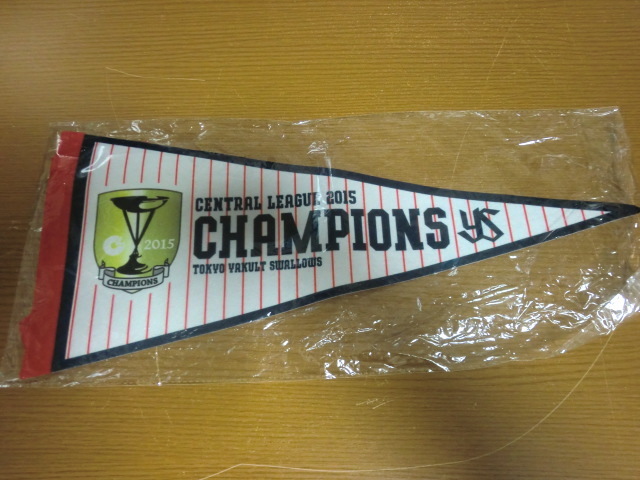 CENTRAL LEAGUE 2015
CHAMPIONS YS
TOKYO YAKULT SWALLOWS
C 2015
CHAMPIONS